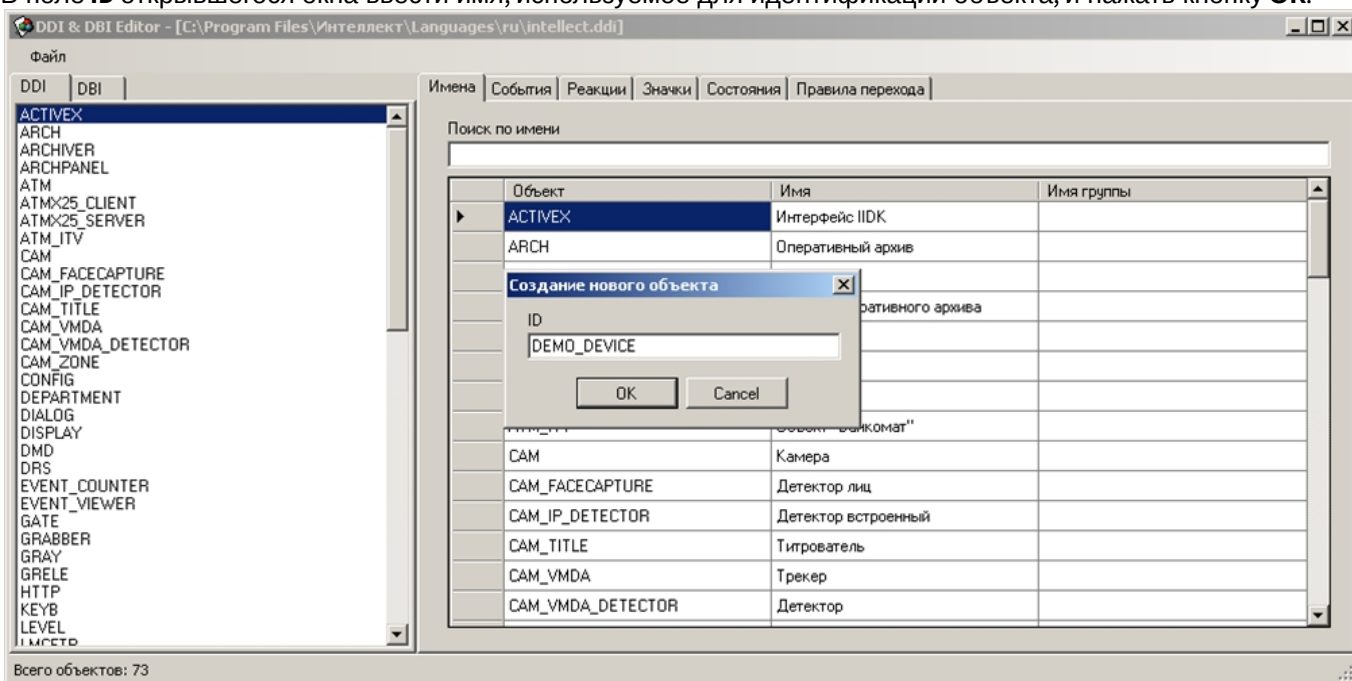 В поле ID открывшегося окна ввести имя, используемое для идентификации объекта, и нажать кнопку ОК.
DDI & DBI Editor - [C:\Program Files\Интеллект\Languages\ru\intellect.ddi]
Файл
DDI DBI
ACTIVEX
ARCH
ARCHIVER
ARCHPANEL
ATM
ATMX25_CLIENT
ATMX25_SERVER
ATM_ITV
CAM
CAM_FACECAPTURE
CAM_IP_DETECTOR
CAM_TITLE
CAM_VMDA
CAM_VMDA_DETECTOR
CAM_ZONE
CONFIG
DEPARTMENT
DIALOG
DISPLAY
DMD
DRS
EVENT_COUNTER
EVENT_VIEWER
GATE
GRABBER
GRAY
GRELE
HTTP
KEYB
LEVEL
Имена События Реакции Значки Состояния Правила перехода
Поиск по имени
Объект Имя Имя группы
ACTIVEX Интерфейс IIDK
ARCH Оперативный архив
Создание нового объекта
ID
DEMO_DEVICE
OK Cancel
ративного архива
CAM Камера
CAM_FACECAPTURE Детектор лиц
CAM_IP_DETECTOR Детектор встроенный
CAM_TITLE Титрователь
CAM_VMDA Трекер
CAM_VMDA_DETECTOR Детектор
Всего объектов: 73